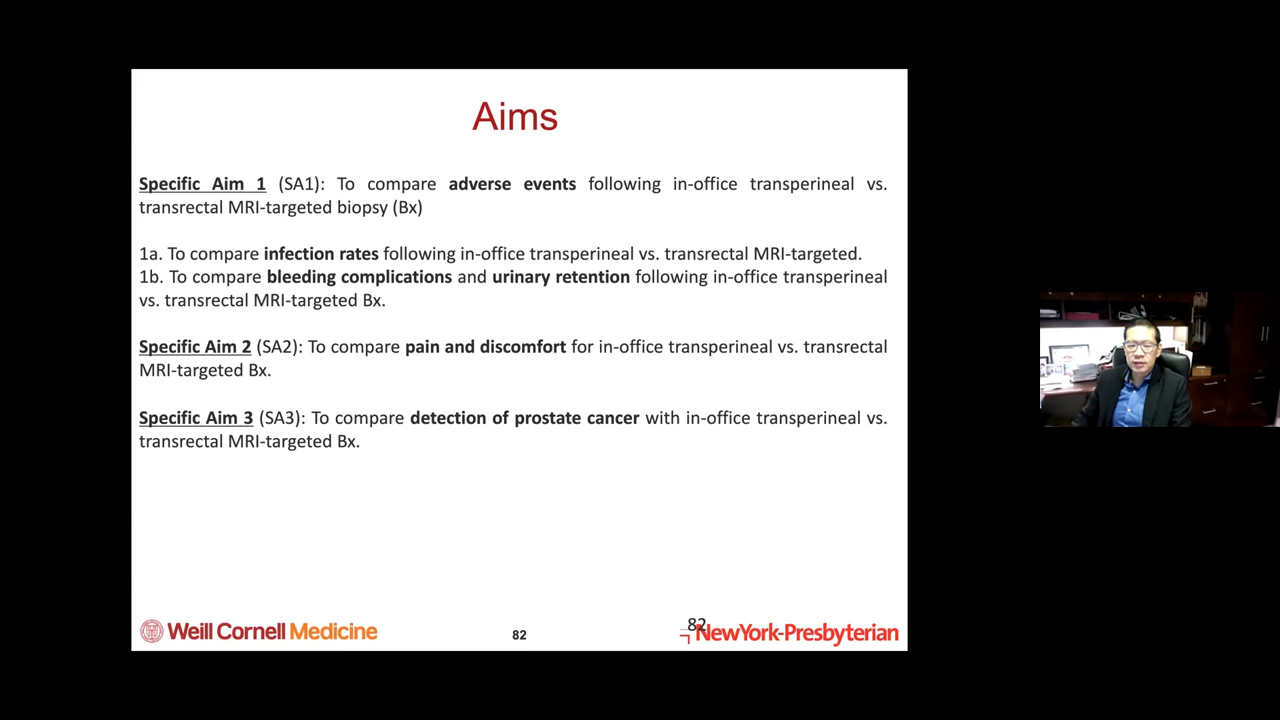 Aims
Specific Aim 1 (SA1): To compare adverse events following in-office transperineal vs.
transrectal MRI-targeted biopsy (Bx)
1a. To compare infection rates following in-office transperineal vs. transrectal MRI-targeted.
1b. To compare bleeding complications and urinary retention following in-office transperineal
vs. transrectal MRI-targeted Bx.
Specific Aim 2 (SA2): To compare pain and discomfort for in-office transperineal vs. transrectal
MRI-targeted Bx.
Specific Aim 3 (SA3): To compare detection of prostate cancer with in-office transperineal vs.
transrectal MRI-targeted Bx.
Weill Cornell Medicine
82
82
NewYork-Presbyterian